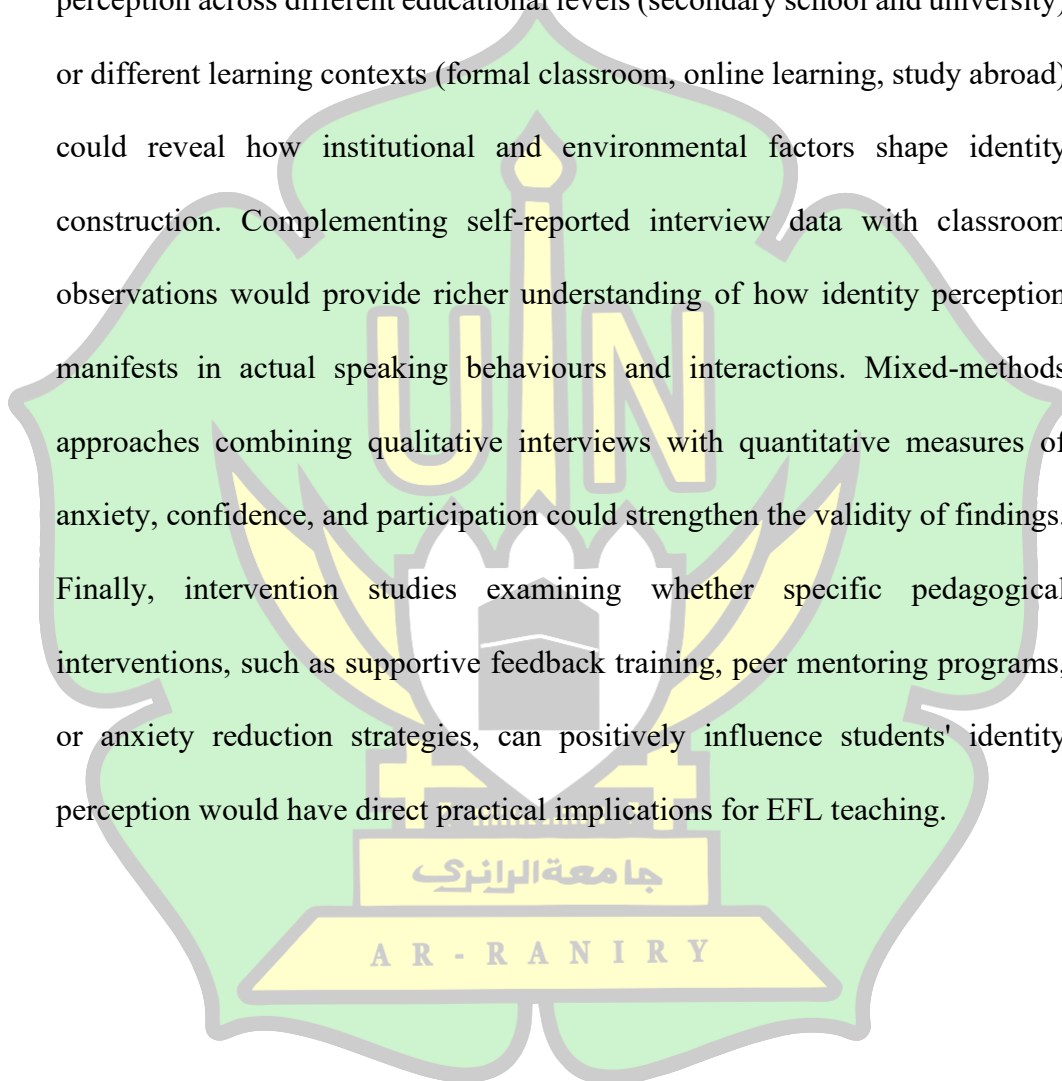 perception across different educational levels (secondary school and university)
or different learning contexts (formal classroom, online learning, study abroad)
could reveal how institutional and environmental factors shape identity
construction. Complementing self-reported interview data with classroom
observations would provide richer understanding of how identity perception
manifests in actual speaking behaviours and interactions. Mixed-methods
approaches combining qualitative interviews with quantitative measures of
anxiety, confidence, and participation could strengthen the validity of findings.
Finally, intervention studies examining whether specific pedagogical
interventions, such as supportive feedback training, peer mentoring programs,
or anxiety reduction strategies, can positively influence students' identity
perception would have direct practical implications for EFL teaching.
UIN
جامعةالرانري
AR-RANIRY